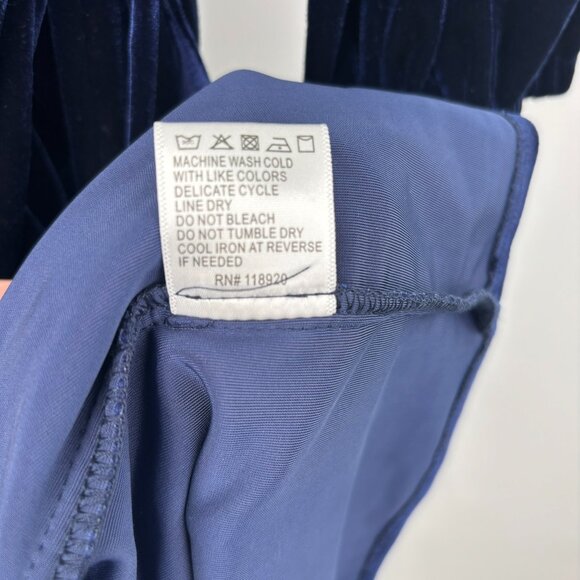 MACHINE WASH COLD
WITH LIKE COLORS
DELICATE CYCLE
LINE DRY
DO NOT BLEACH
DO NOT TUMBLE DRY
COOL IRON AT REVERSE
IF NEEDED
RN# 118920